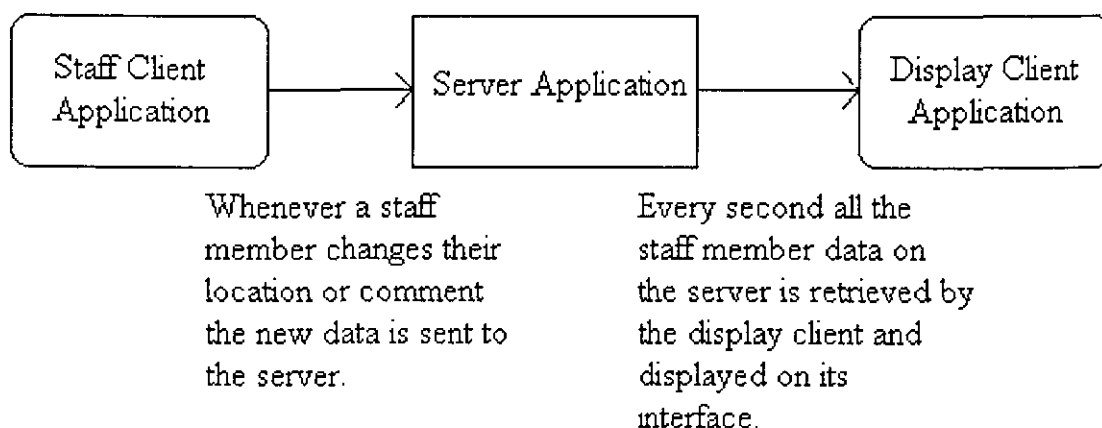 Staff Client
Application
Server Application
Display Client
Application
Whenever a staff
member changes their
location or comment
the new data is sent to
the server.
Every second all the
staff member data on
the server is retrieved by
the display client and
displayed on its
interface.